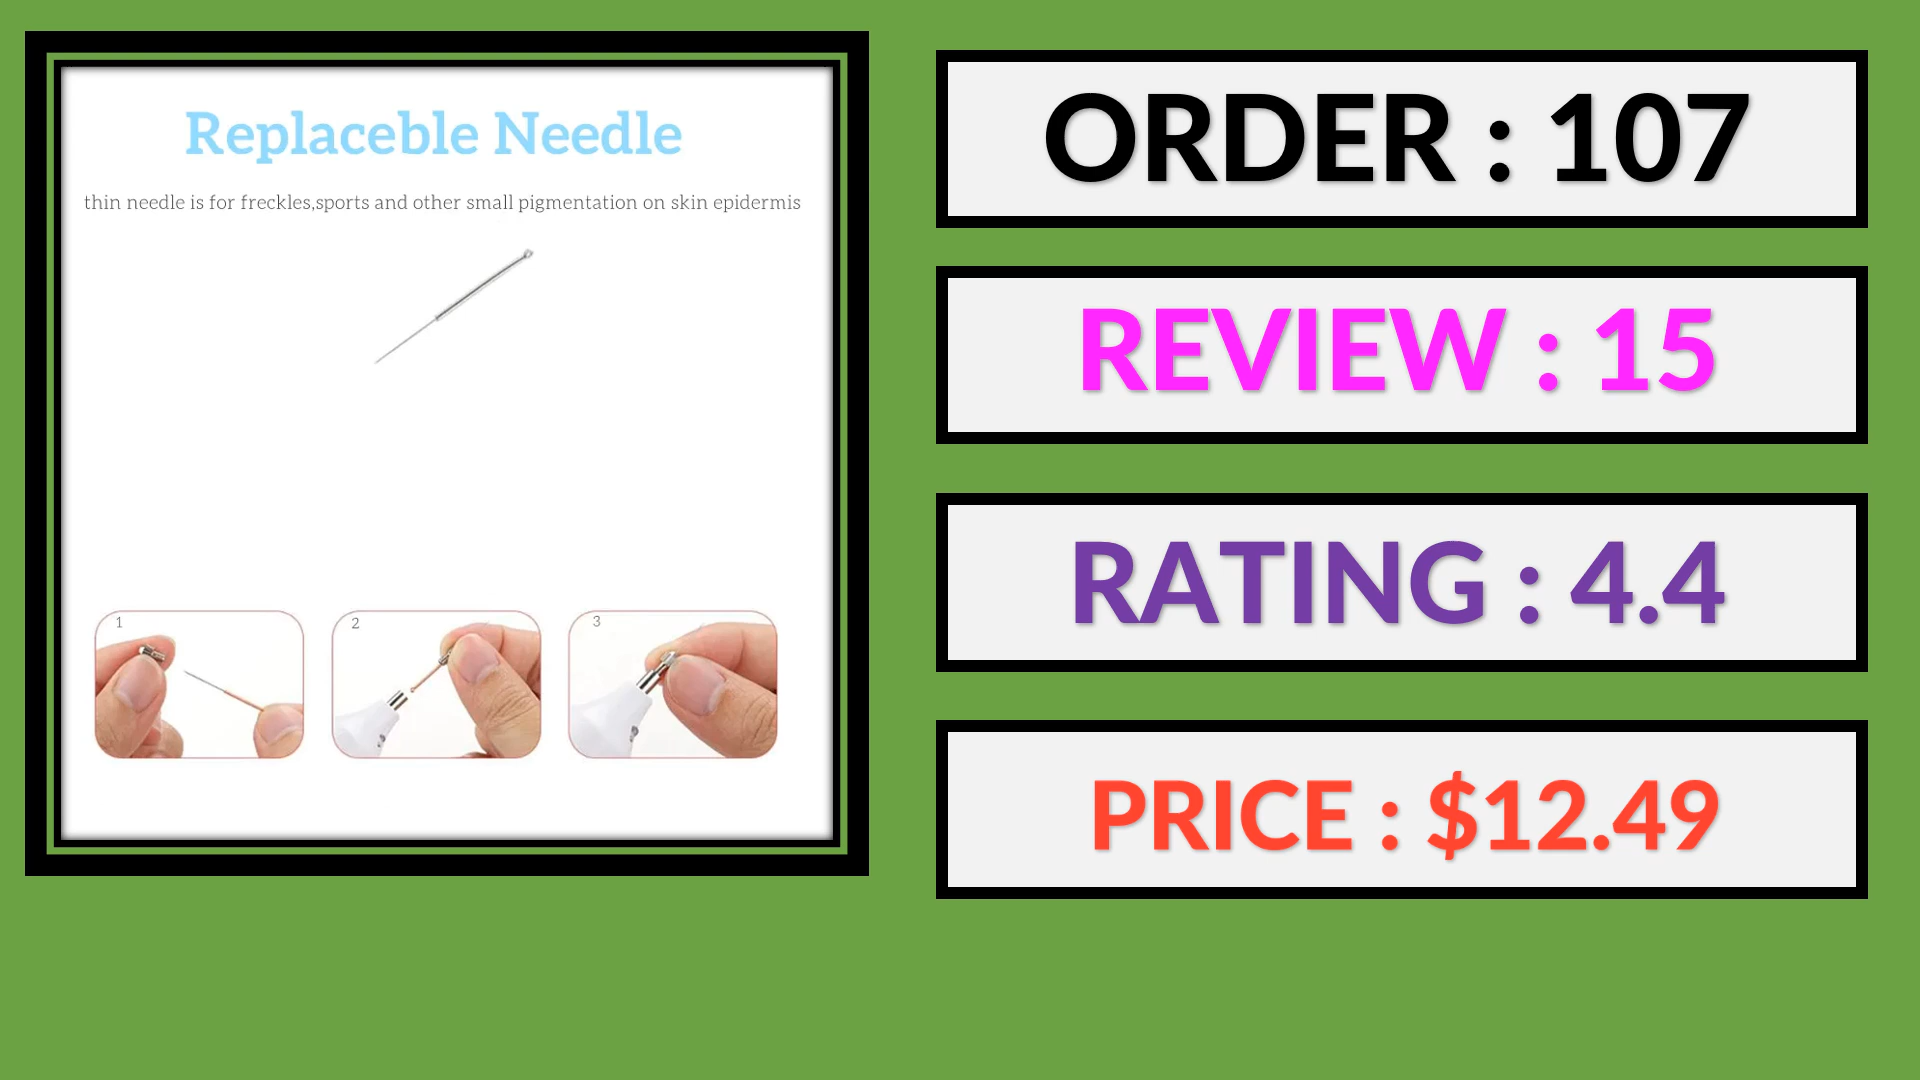 Replaceble Needle
thin needle is for freckles,sports and other small pigmentation on skin epidermis
1
2
3
ORDER : 107
REVIEW : 15
RATING : 4.4
PRICE : $12.49